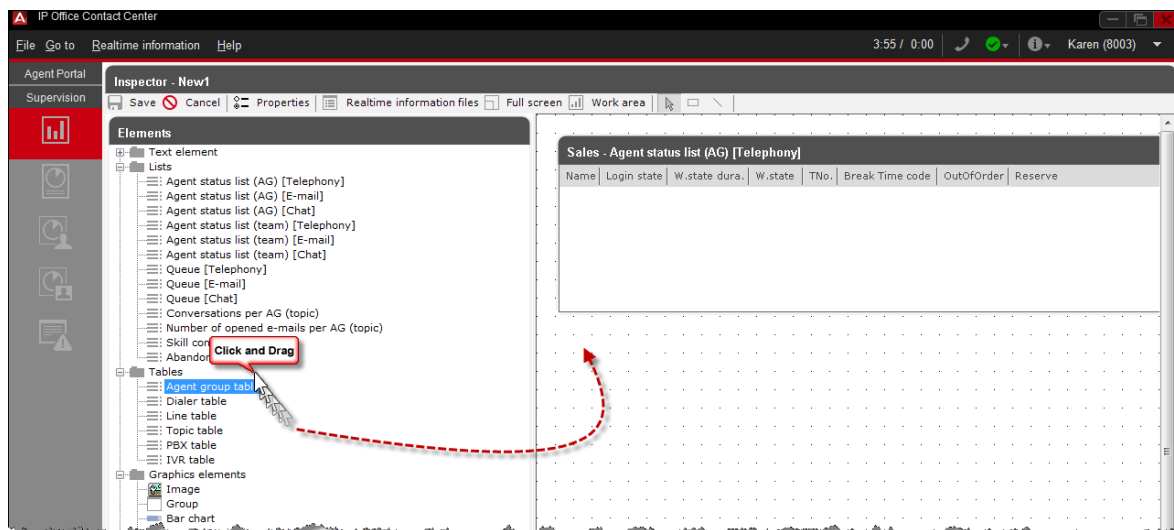 IP Office Contact Center
File Go to Realtime information Help 3:55 / 0:00 Karen (8003)
Agent Portal
Supervision
Inspector - New1
Save Cancel Properties Realtime information files Full screen Work area
Elements
Text element
Lists
Agent status list (AG) [Telephony]
Agent status list (AG) [E-mail]
Agent status list (AG) [Chat]
Agent status list (team) [Telephony]
Agent status list (team) [E-mail]
Agent status list (team) [Chat]
Queue [Telephony]
Queue [E-mail]
Queue [Chat]
Conversations per AG (topic)
Number of opened e-mails per AG (topic)
Skill
Click and Drag
Tables
Agent group
Dialer table
Line table
Topic table
PBX table
IVR table
Graphics elements
Image
Group
Bar chart
Sales - Agent status list (AG) [Telephony]
Name Login state W.state dura. W.state TNo. Break Time code OutOfOrder Reserve